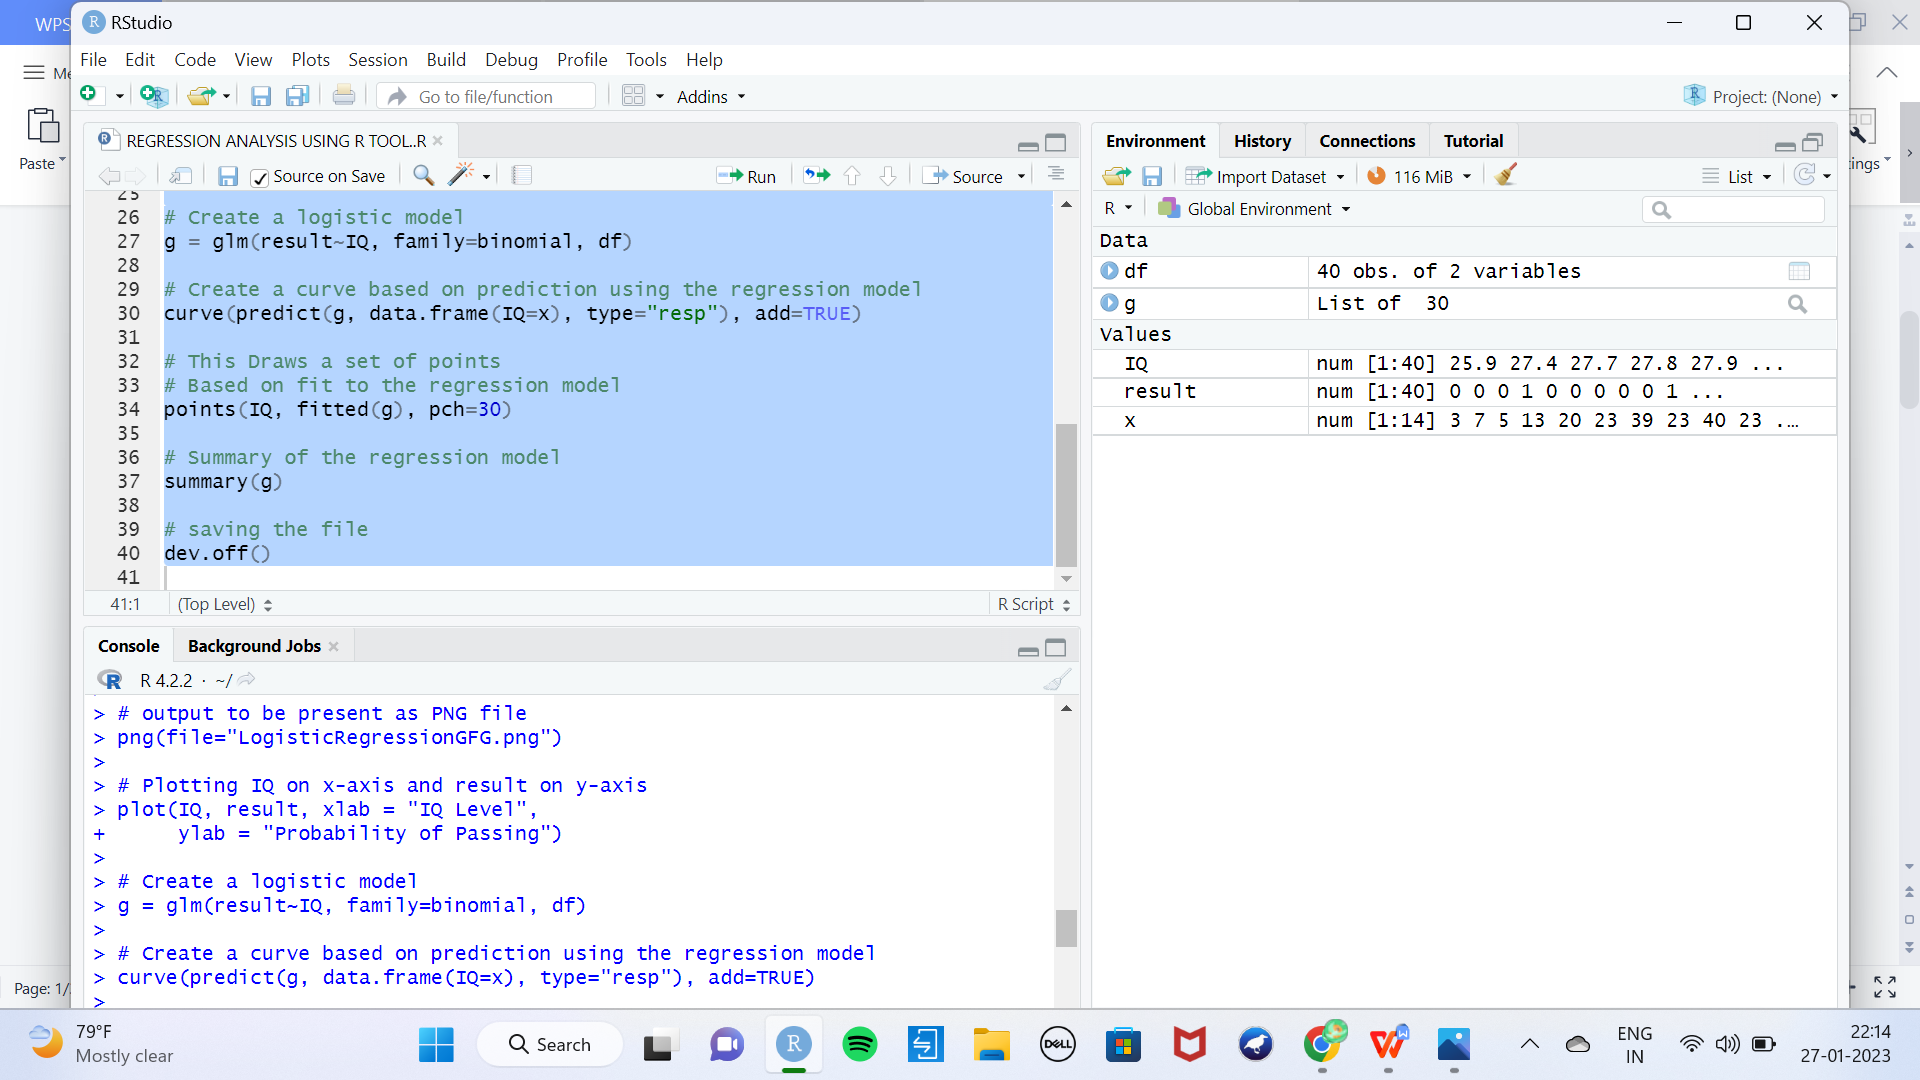 WPS
RStudio
File Edit Code View Plots Session Build Debug Profile Tools Help
Go to file/function
Addins
Project: (None)
Paste
REGRESSION ANALYSIS USING R TOOL..R
Source on Save
Run
Source
25
26 # Create a logistic model
27 g = glm(result~IQ, family=binomial, df)
28
29 # Create a curve based on prediction using the regression model
30 curve(predict(g, data.frame(IQ=x), type="resp"), add=TRUE)
31
32 # This Draws a set of points
33 # Based on fit to the regression model
34 points(IQ, fitted(g), pch=30)
35
36 # Summary of the regression model
37 summary(g)
38
39 # saving the file
40 dev.off()
41
41:1 (Top Level) R Script
Console Background Jobs
R 4.2.2 · ~/
> # output to be present as PNG file
> png(file="LogisticRegressionGFG.png")
>
> # Plotting IQ on x-axis and result on y-axis
> plot(IQ, result, xlab = "IQ Level",
+      ylab = "Probability of Passing")
>
> # Create a logistic model
> g = glm(result~IQ, family=binomial, df)
>
> # Create a curve based on prediction using the regression model
> curve(predict(g, data.frame(IQ=x), type="resp"), add=TRUE)
>
Environment History Connections Tutorial
Import Dataset 116 MiB List
R Global Environment
Data
df 40 obs. of 2 variables
g List of  30
Values
IQ num [1:40] 25.9 27.4 27.7 27.8 27.9 ...
result num [1:40] 0 0 0 1 0 0 0 0 0 1 ...
x num [1:14] 3 7 5 13 20 23 39 23 40 23 ...
Page: 1/
79°F
Mostly clear
Search
DELL
ENG
IN
22:14
27-01-2023